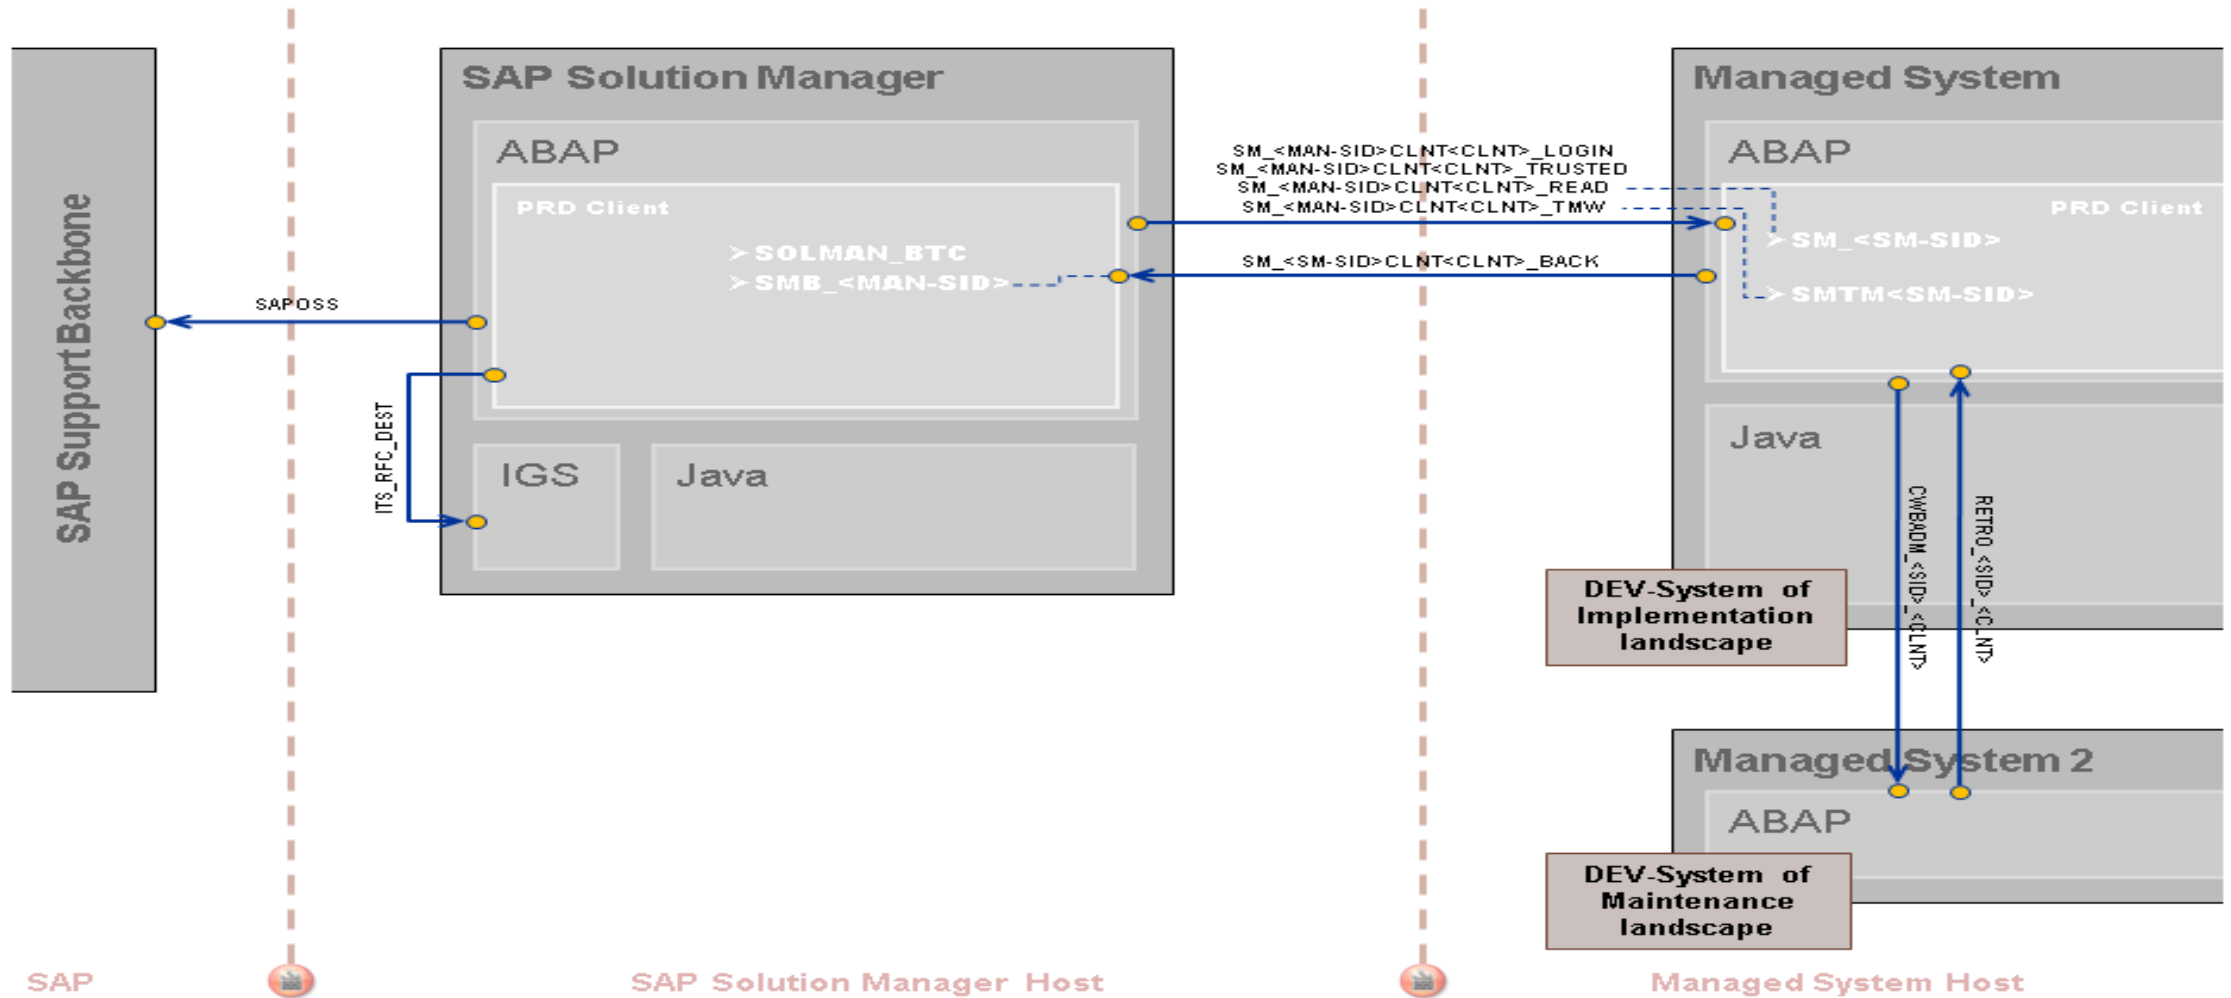 SAP Support Backbone
SAP Solution Manager
ABAP
PRD Client
➢ SOLMAN_BTC
➢ SMB_<MAN-SID>
SAPOSS
ITS_RFC_DEST
IGS
Java
SM_<MAN-SID>CLNT<CLNT>_LOGIN
SM_<MAN-SID>CLNT<CLNT>_TRUSTED
SM_<MAN-SID>CLNT<CLNT>_READ
SM_<MAN-SID>CLNT<CLNT>_TMW
SM_<SM-SID>CLNT<CLNT>_BACK
Managed System
ABAP
PRD Client
➢ SM_<SM-SID>
➢ SMTM<SM-SID>
Java
CWBADM_<SID>_<CLNT>
RETRO_<SID>_<CLNT>
DEV-System of
Implementation
landscape
Managed System 2
ABAP
DEV-System of
Maintenance
landscape
SAP
SAP Solution Manager Host
Managed System Host